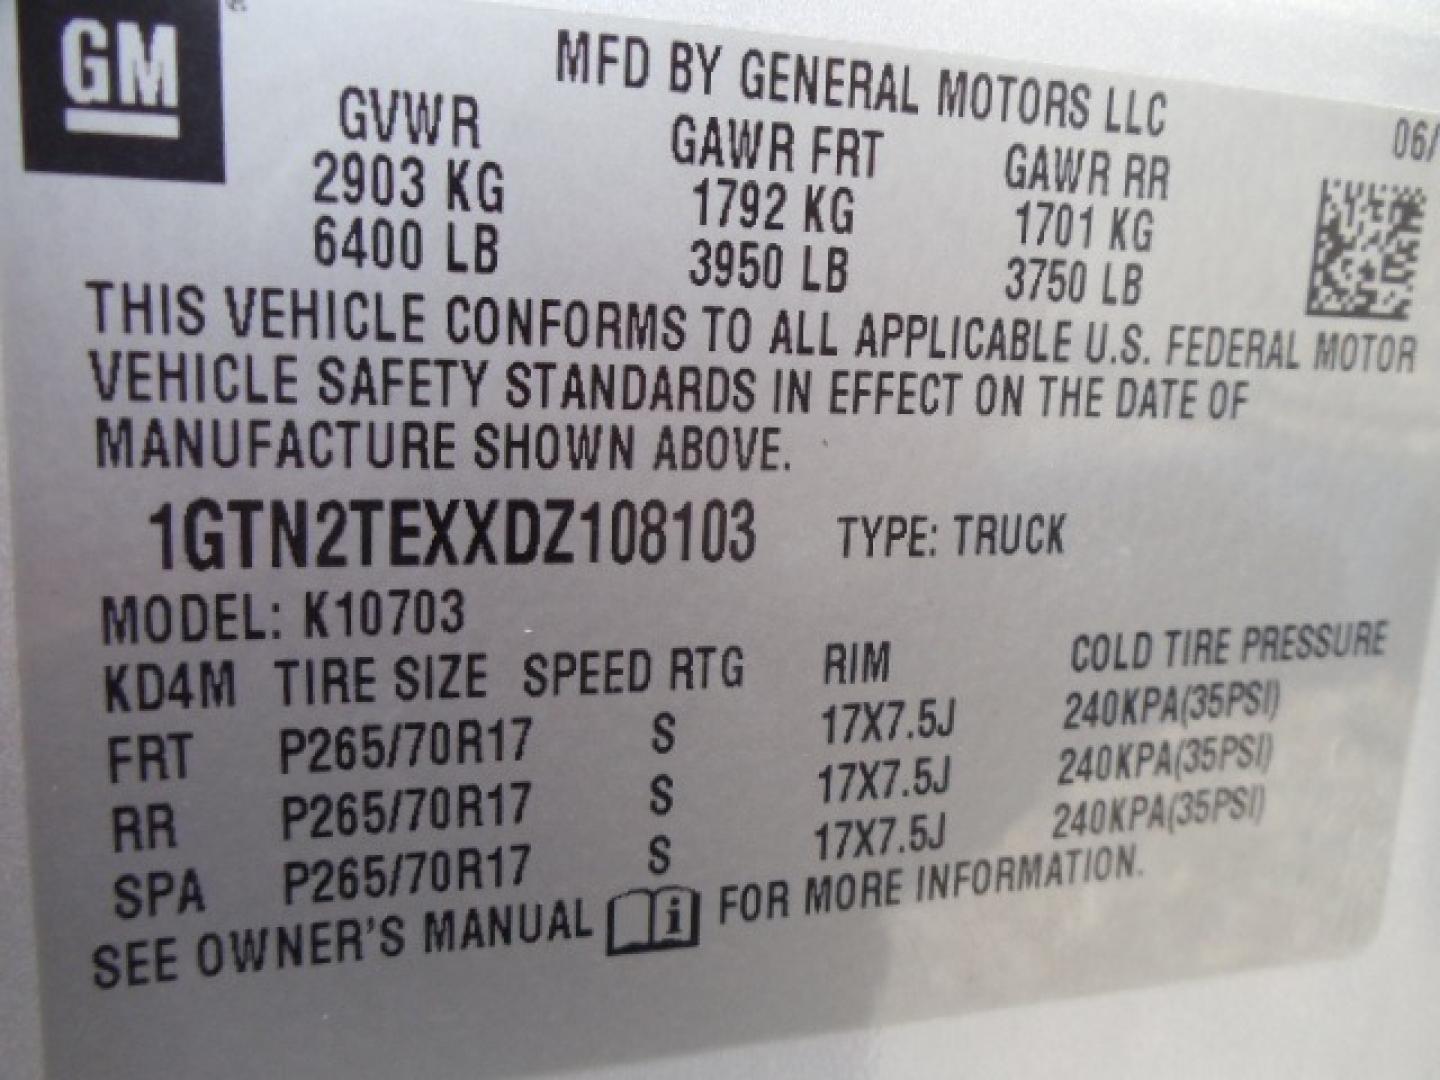 GM
MFD BY GENERAL MOTORS LLC
06/
GVWR GAWR FRT GAWR RR
2903 KG 1792 KG 1701 KG
6400 LB 3950 LB 3750 LB
THIS VEHICLE CONFORMS TO ALL APPLICABLE U.S. FEDERAL MOTOR
VEHICLE SAFETY STANDARDS IN EFFECT ON THE DATE OF
MANUFACTURE SHOWN ABOVE.
1GTN2TEXXDZ108103 TYPE: TRUCK
MODEL: K10703
KD4M TIRE SIZE SPEED RTG RIM COLD TIRE PRESSURE
FRT P265/70R17 S 17X7.5J 240KPA(35PSI)
RR P265/70R17 S 17X7.5J 240KPA(35PSI)
SPA P265/70R17 S 17X7.5J 240KPA(35PSI)
SEE OWNER'S MANUAL i FOR MORE INFORMATION.